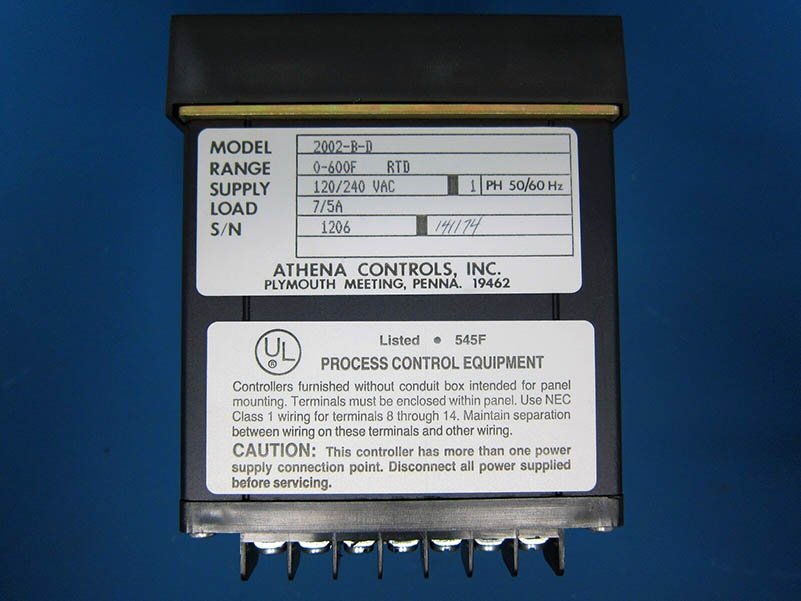 MODEL 2002-B-D
RANGE 0-600F RTD
SUPPLY 120/240 VAC 1 PH 50/60 Hz
LOAD 7/5A
S/N 1206 141174
ATHENA CONTROLS, INC.
PLYMOUTH MEETING, PENNA. 19462
UL ®
Listed • 545F
PROCESS CONTROL EQUIPMENT
Controllers furnished without conduit box intended for panel
mounting. Terminals must be enclosed within panel. Use NEC
Class 1 wiring for terminals 8 through 14. Maintain separation
between wiring on these terminals and other wiring.
CAUTION: This controller has more than one power
supply connection point. Disconnect all power supplied
before servicing.